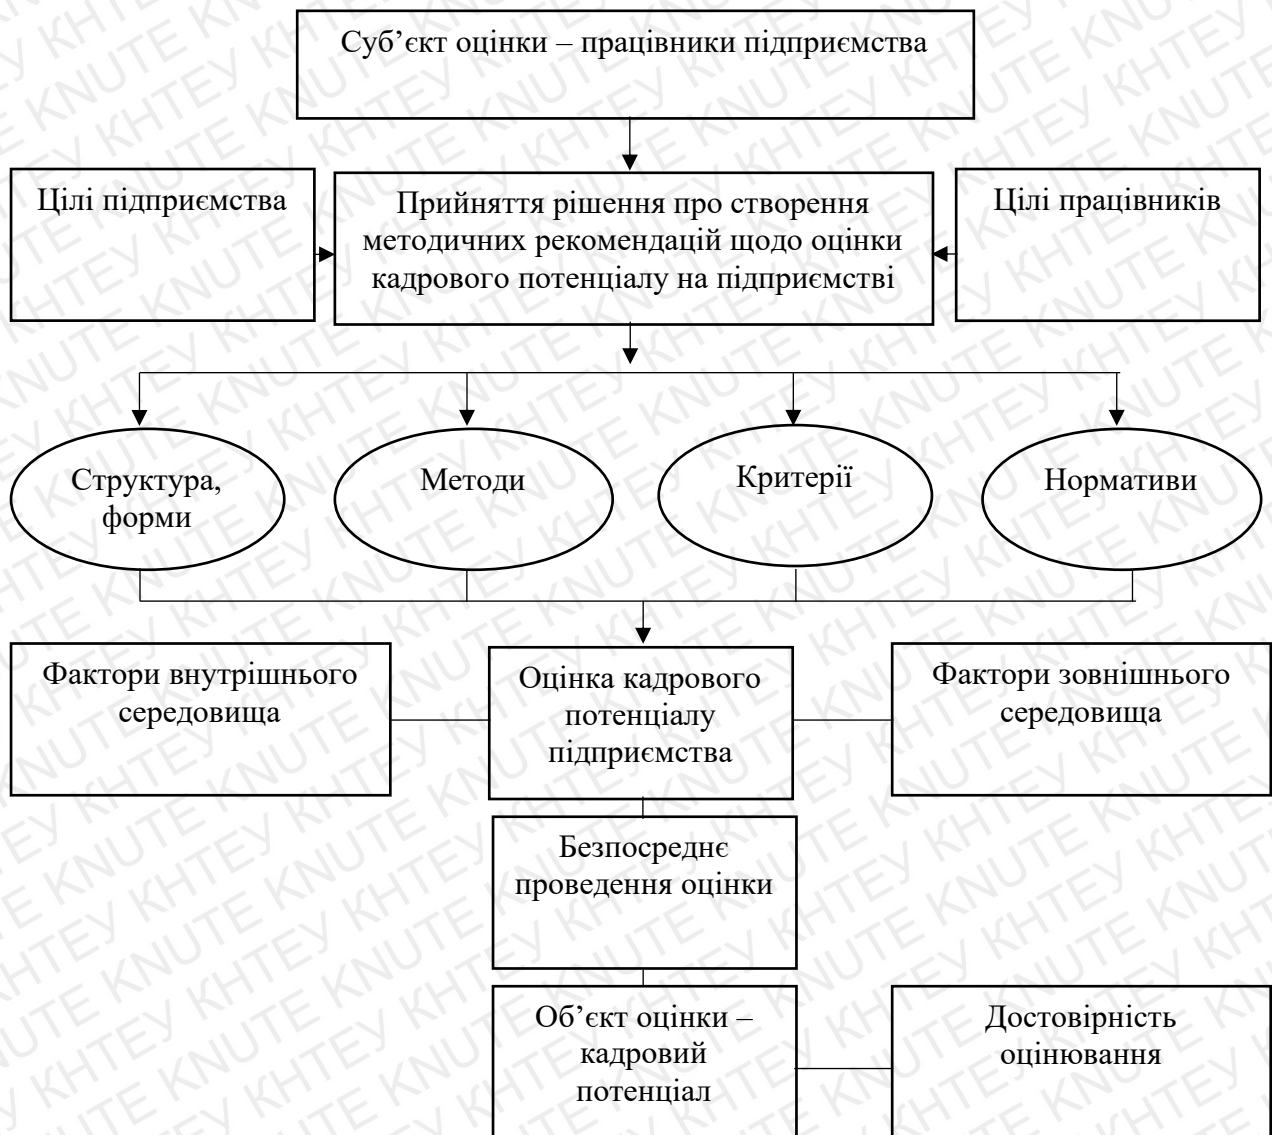 Суб’єкт оцінки – працівники підприємства
Цілі підприємства
Прийняття рішення про створення
методичних рекомендацій щодо оцінки
кадрового потенціалу на підприємстві
Цілі працівників
Структура,
форми
Методи
Критерії
Нормативи
Фактори внутрішнього
середовища
Оцінка кадрового
потенціалу
підприємства
Фактори зовнішнього
середовища
Безпосреднє
проведення оцінки
Об’єкт оцінки –
кадровий
потенціал
Достовірність
оцінювання